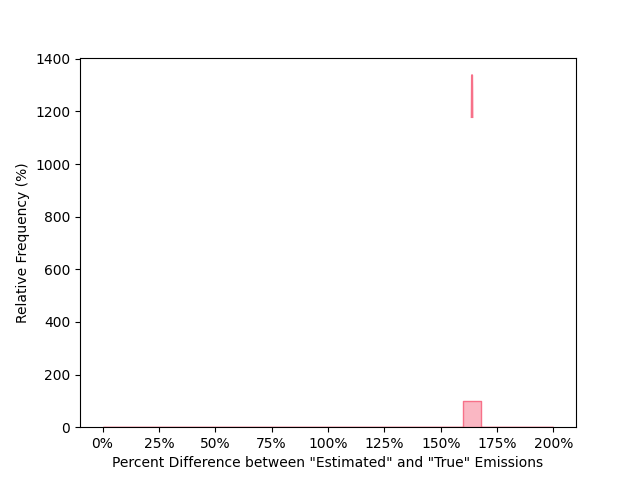 1400
1200
1000
800
600
400
200
0
Relative Frequency (%)
0% 25% 50% 75% 100% 125% 150% 175% 200%
Percent Difference between "Estimated" and "True" Emissions